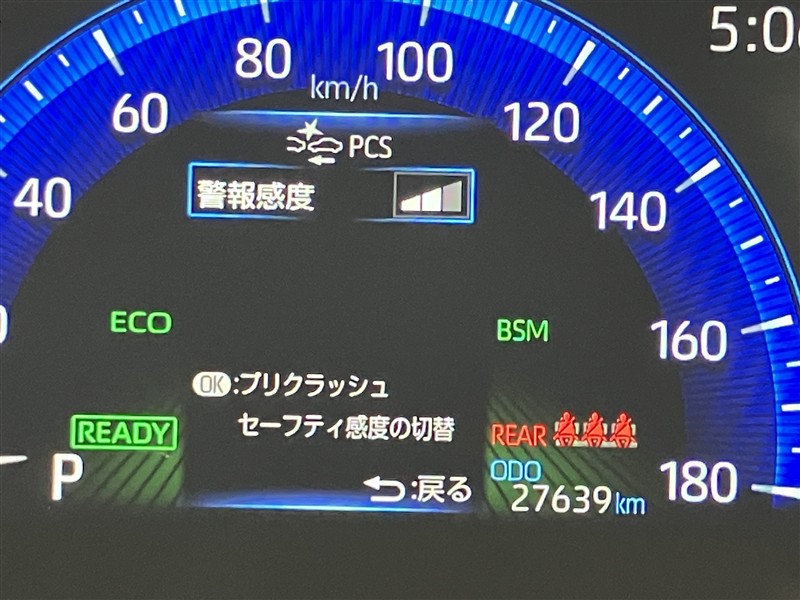 5:0
80
100
km/h
60
120
PCS
40
警報感度
140
ECO
BSM
160
OK:プリクラッシュ
セーフティ感度の切替
READY
REAR
P
ODO
:戻る
27639km
180